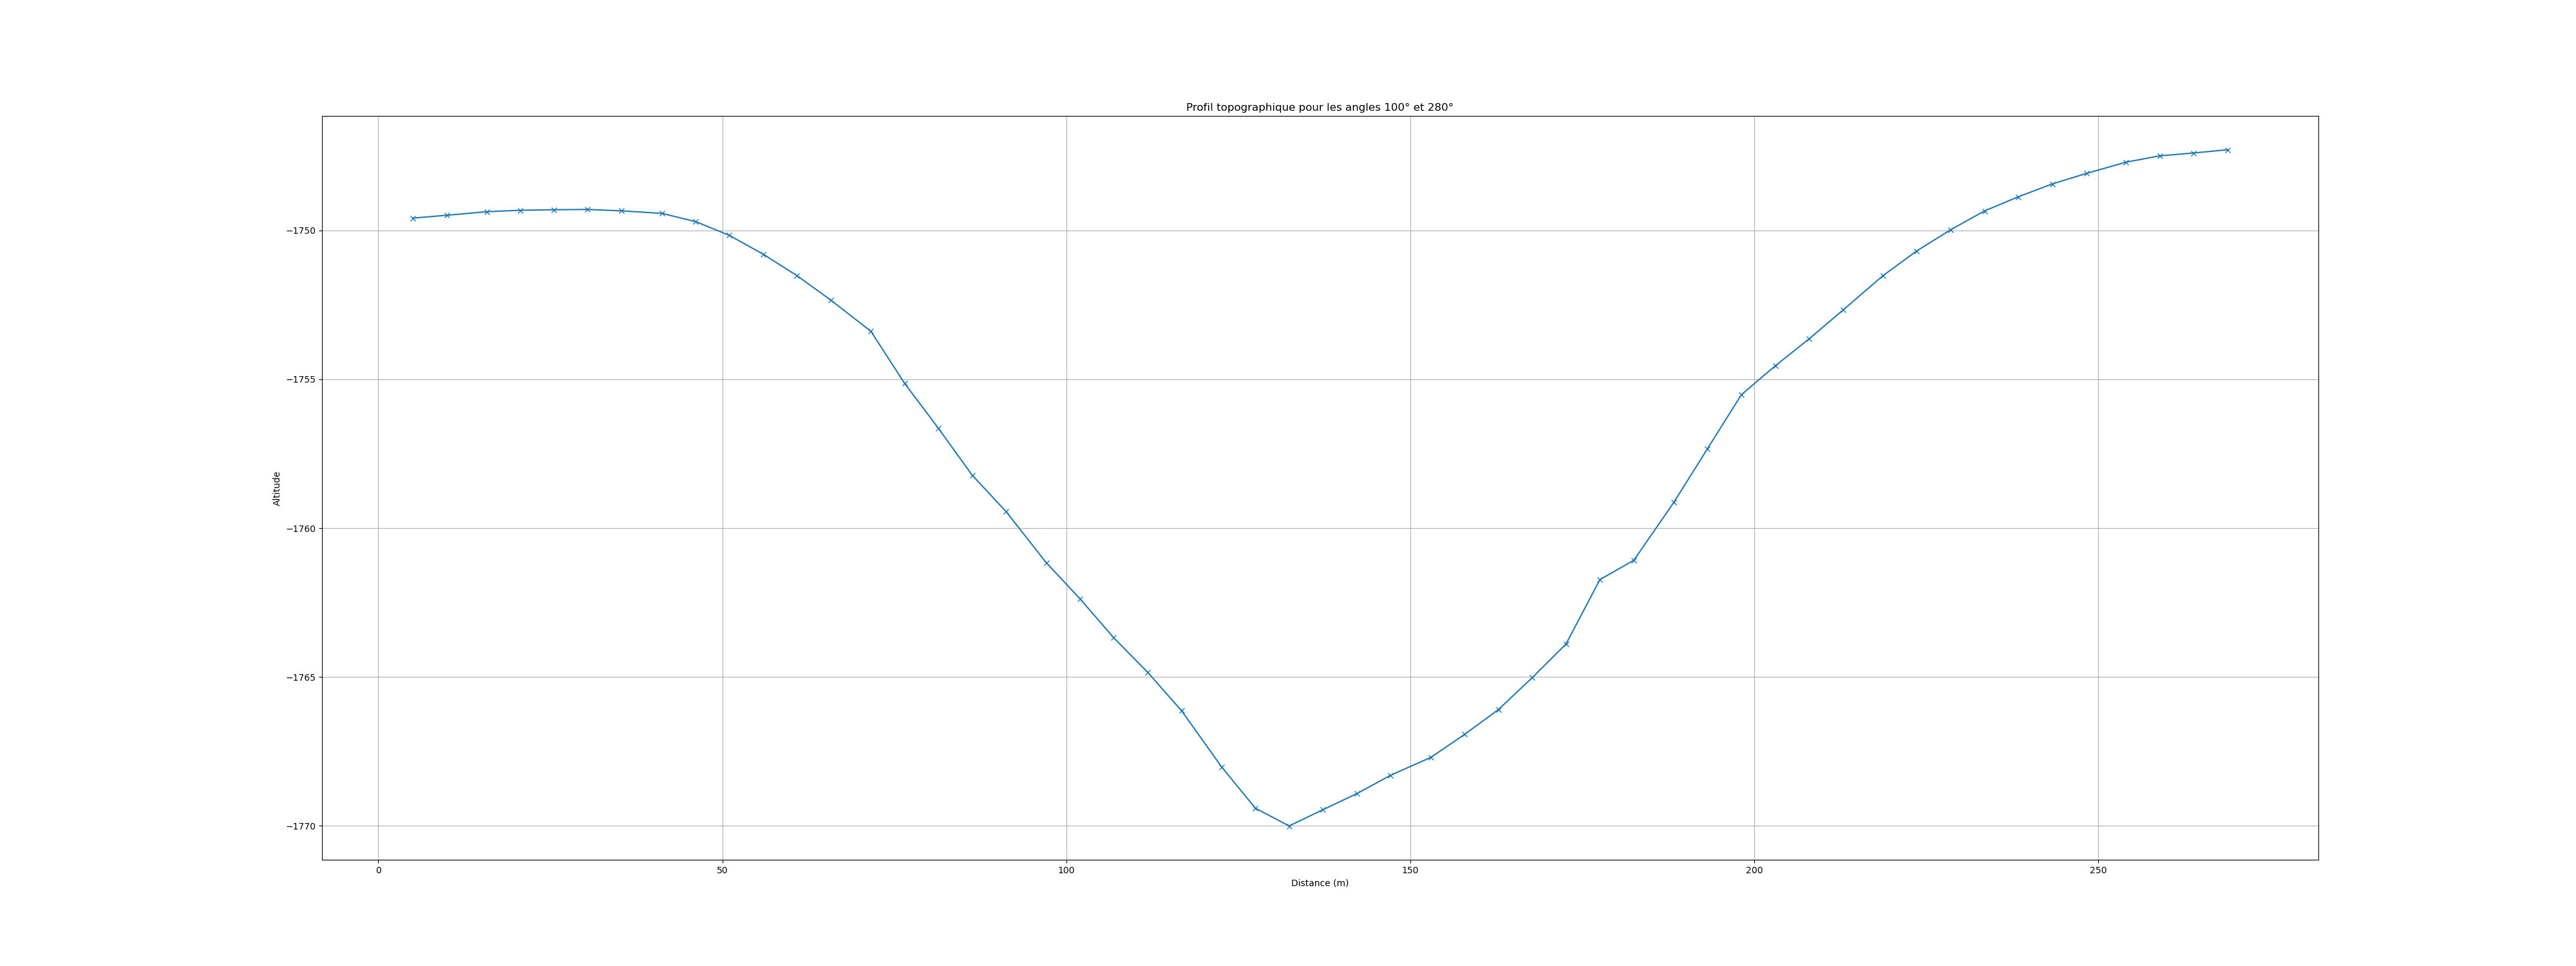 Profil topographique pour les angles 100° et 280°
Altitude
−1750
−1755
−1760
−1765
−1770
0 50 100 150 200 250
Distance (m)